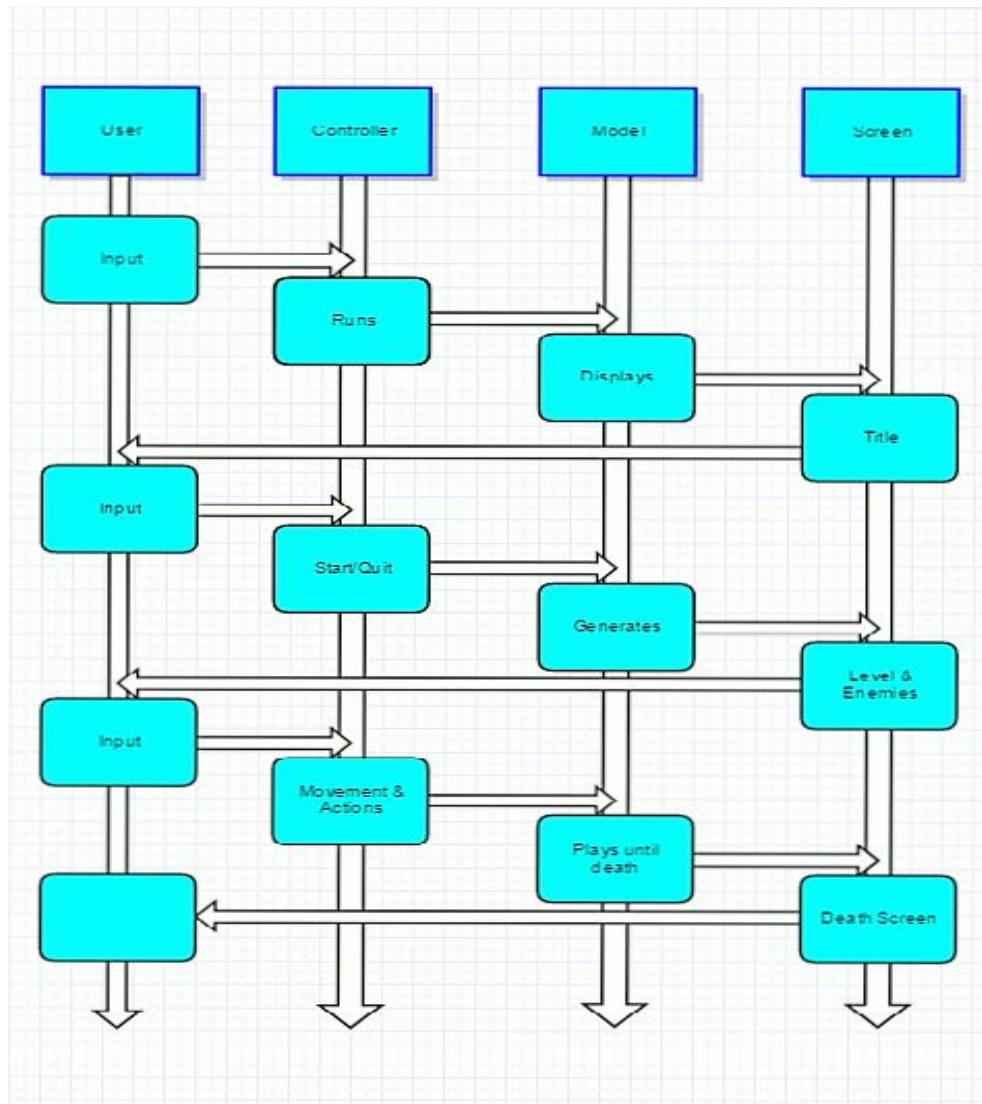 User
Controller
Model
Screen
Input
Runs
Displays
Title
Input
Start/Quit
Generates
Level &
Enemies
Input
Movement &
Actions
Plays until
death
Death Screen